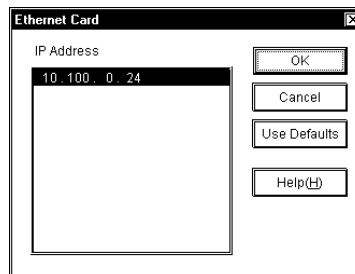 Ethernet Card
IP Address
10.100. 0. 24
OK
Cancel
Use Defaults
Help(H)